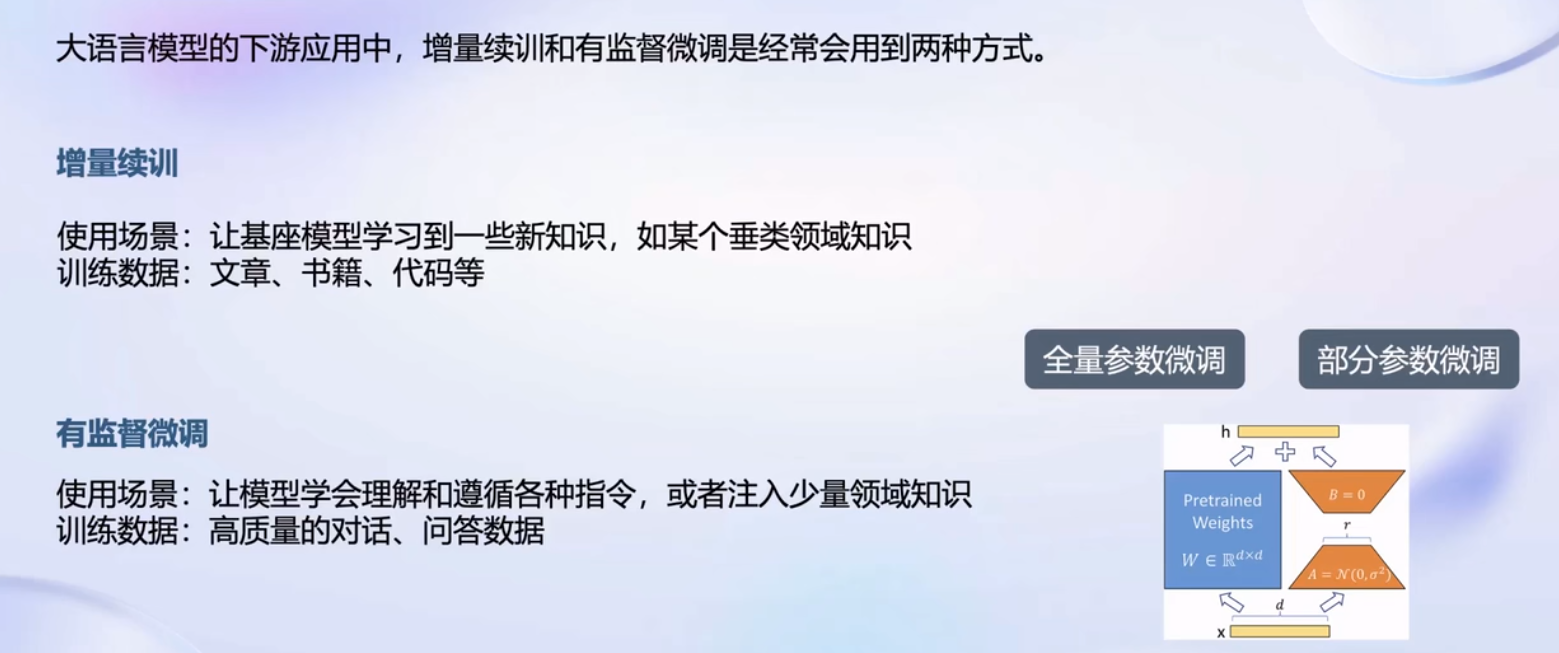 大语言模型的下游应用中，增量续训和有监督微调是经常会用到两种方式。
增量续训
使用场景：让基座模型学习到一些新知识，如某个垂类领域知识
训练数据：文章、书籍、代码等
全量参数微调
部分参数微调
有监督微调
使用场景：让模型学会理解和遵循各种指令，或者注入少量领域知识
训练数据：高质量的对话、问答数据
h
Pretrained
Weights
W ∈ ℝ^{d×d}
B = 0
r
A = 𝒩(0, σ²)
d
x